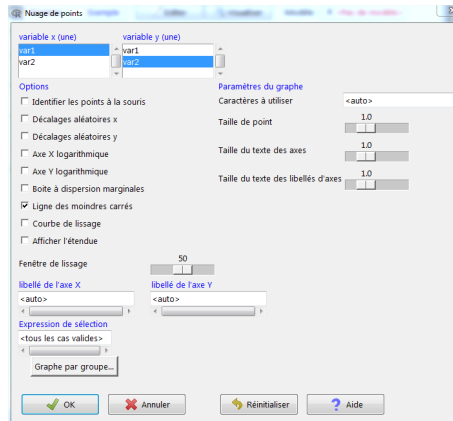 Nuage de points
Exemple
variable x (une) variable y (une)
var1 var1
var2 var2
Options Paramètres du graphe
Identifier les points à la souris Caractères à utiliser <auto>
Décalages aléatoires x Taille de point 1.0
Décalages aléatoires y
Axe X logarithmique Taille du texte des axes 1.0
Axe Y logarithmique
Boite à dispersion marginales Taille du texte des libellés d'axes 1.0
Ligne des moindres carrés
Courbe de lissage
Afficher l'étendue
Fenêtre de lissage 50
libellé de l'axe X libellé de l'axe Y
<auto> <auto>
Expression de sélection
<tous les cas valides>
Graphe par groupe...
OK Annuler Réinitialiser Aide